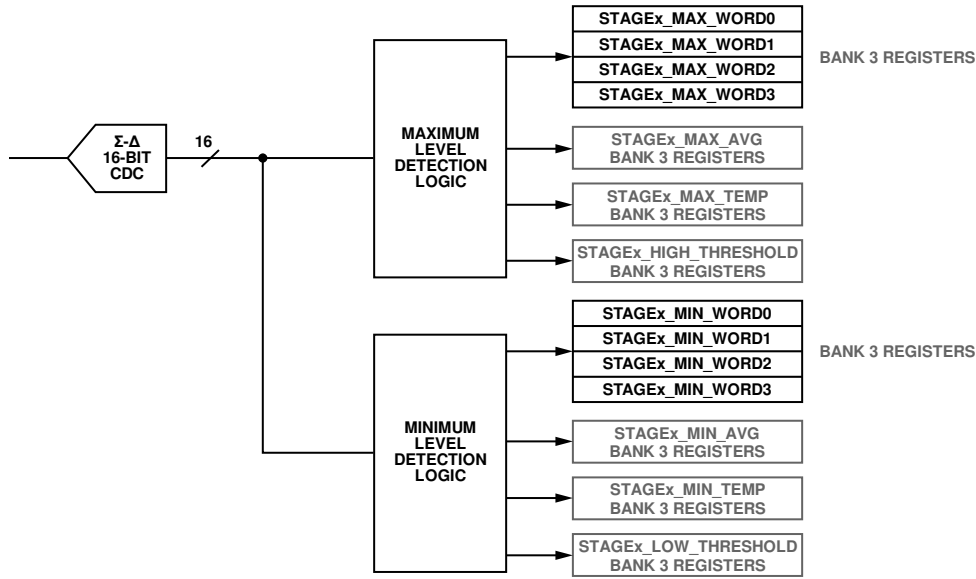 Σ-Δ
16-BIT
CDC
16
MAXIMUM
LEVEL
DETECTION
LOGIC
STAGEx_MAX_WORD0
STAGEx_MAX_WORD1
STAGEx_MAX_WORD2
STAGEx_MAX_WORD3
BANK 3 REGISTERS
STAGEx_MAX_AVG
BANK 3 REGISTERS
STAGEx_MAX_TEMP
BANK 3 REGISTERS
STAGEx_HIGH_THRESHOLD
BANK 3 REGISTERS
MINIMUM
LEVEL
DETECTION
LOGIC
STAGEx_MIN_WORD0
STAGEx_MIN_WORD1
STAGEx_MIN_WORD2
STAGEx_MIN_WORD3
BANK 3 REGISTERS
STAGEx_MIN_AVG
BANK 3 REGISTERS
STAGEx_MIN_TEMP
BANK 3 REGISTERS
STAGEx_LOW_THRESHOLD
BANK 3 REGISTERS